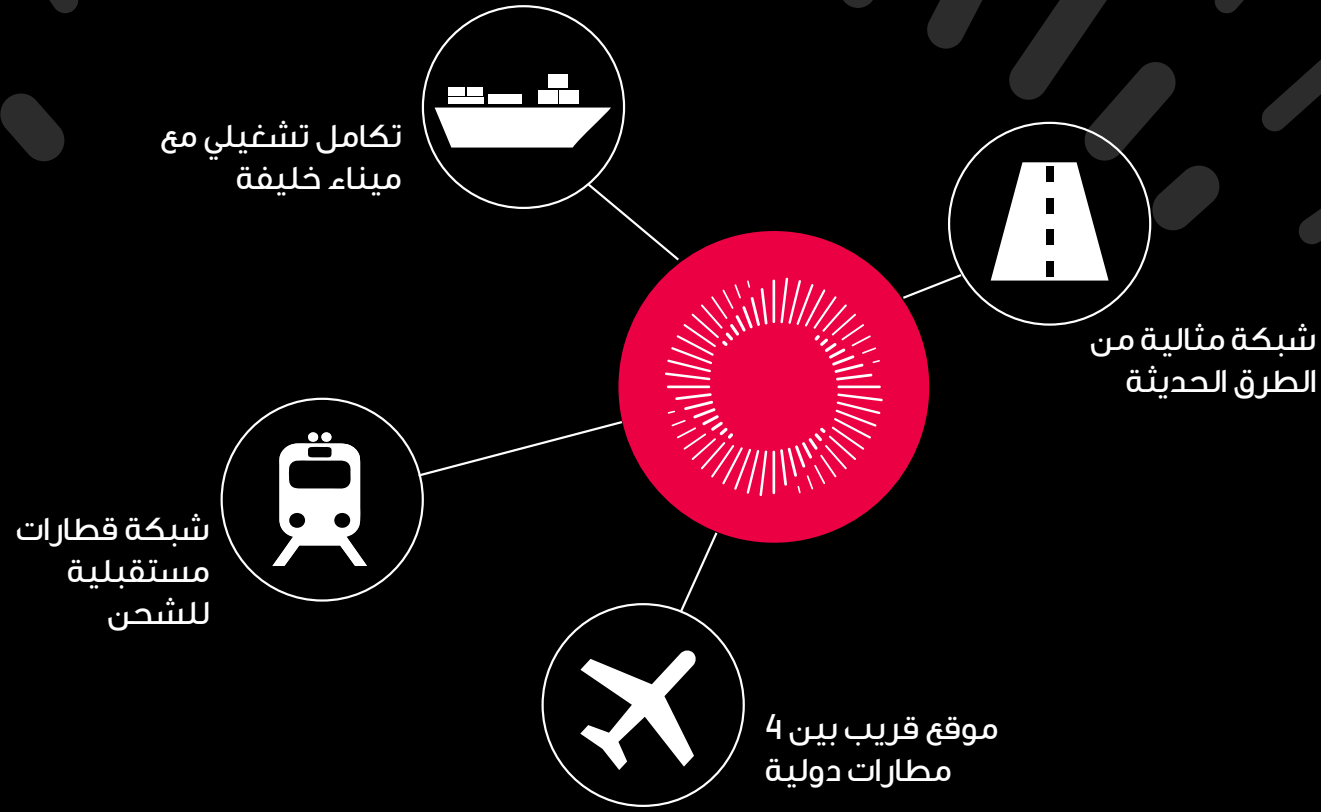 تكامل تشغيلي مع
ميناء خليفة
شبكة مثالية من
الطرق الحديثة
شبكة قطارات
مستقبلية
للشحن
موقع قريب بين 4
مطارات دولية